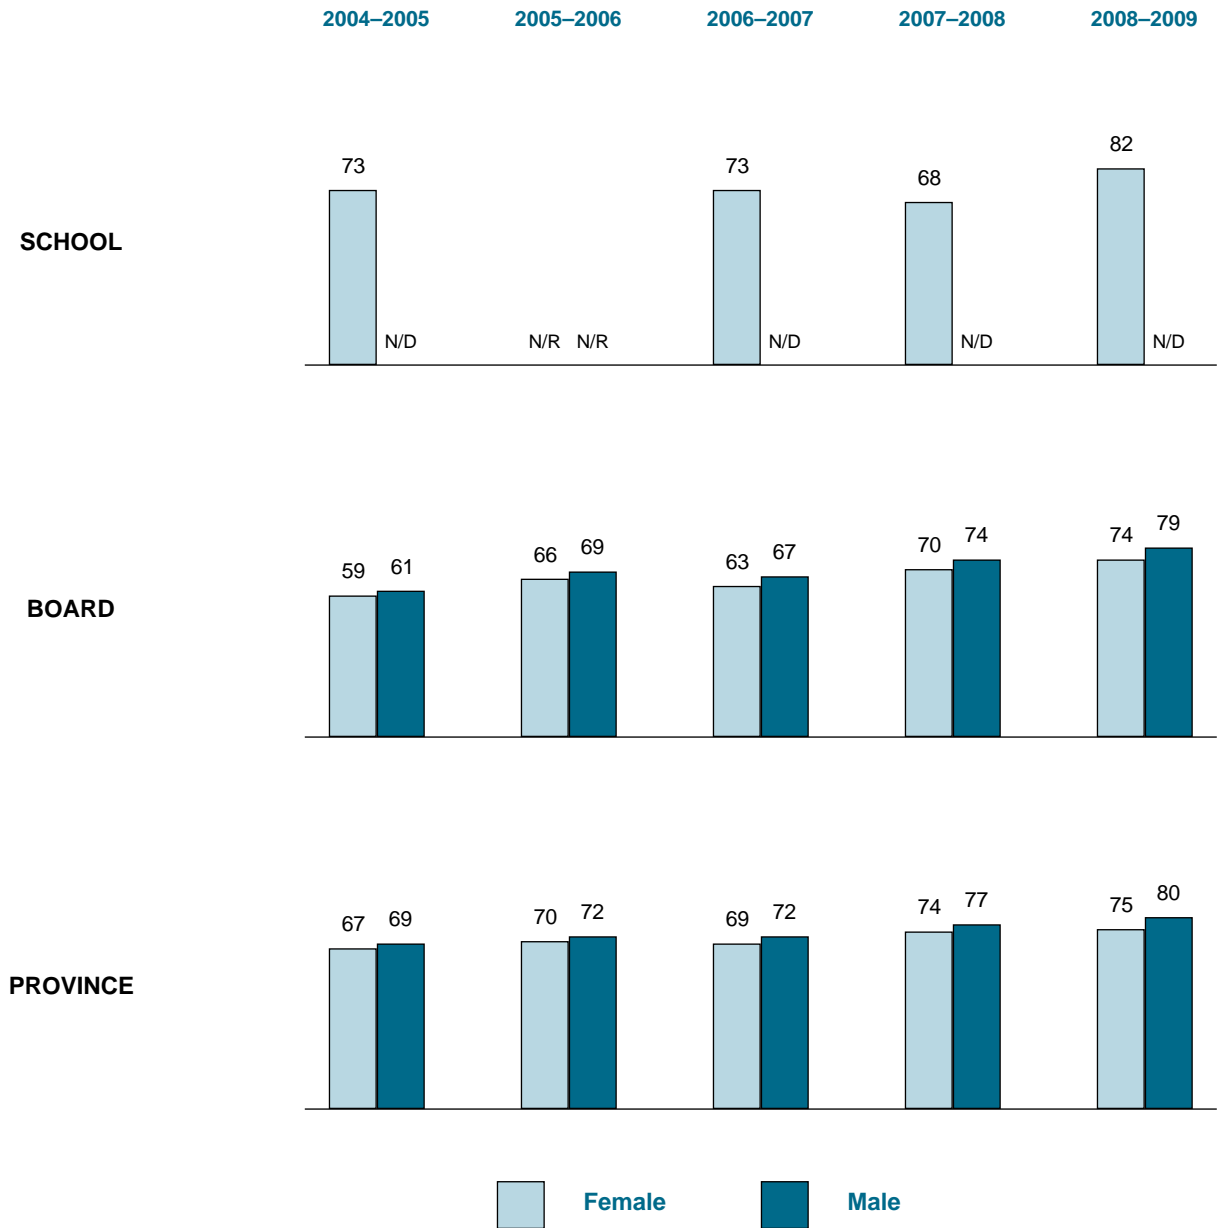 2004–2005 2005–2006 2006–2007 2007–2008 2008–2009
73 73 68 82
SCHOOL
N/D N/R N/R N/D N/D N/D
59 61 66 69 63 67 70 74 74 79
BOARD
67 69 70 72 69 72 74 77 75 80
PROVINCE
Female Male